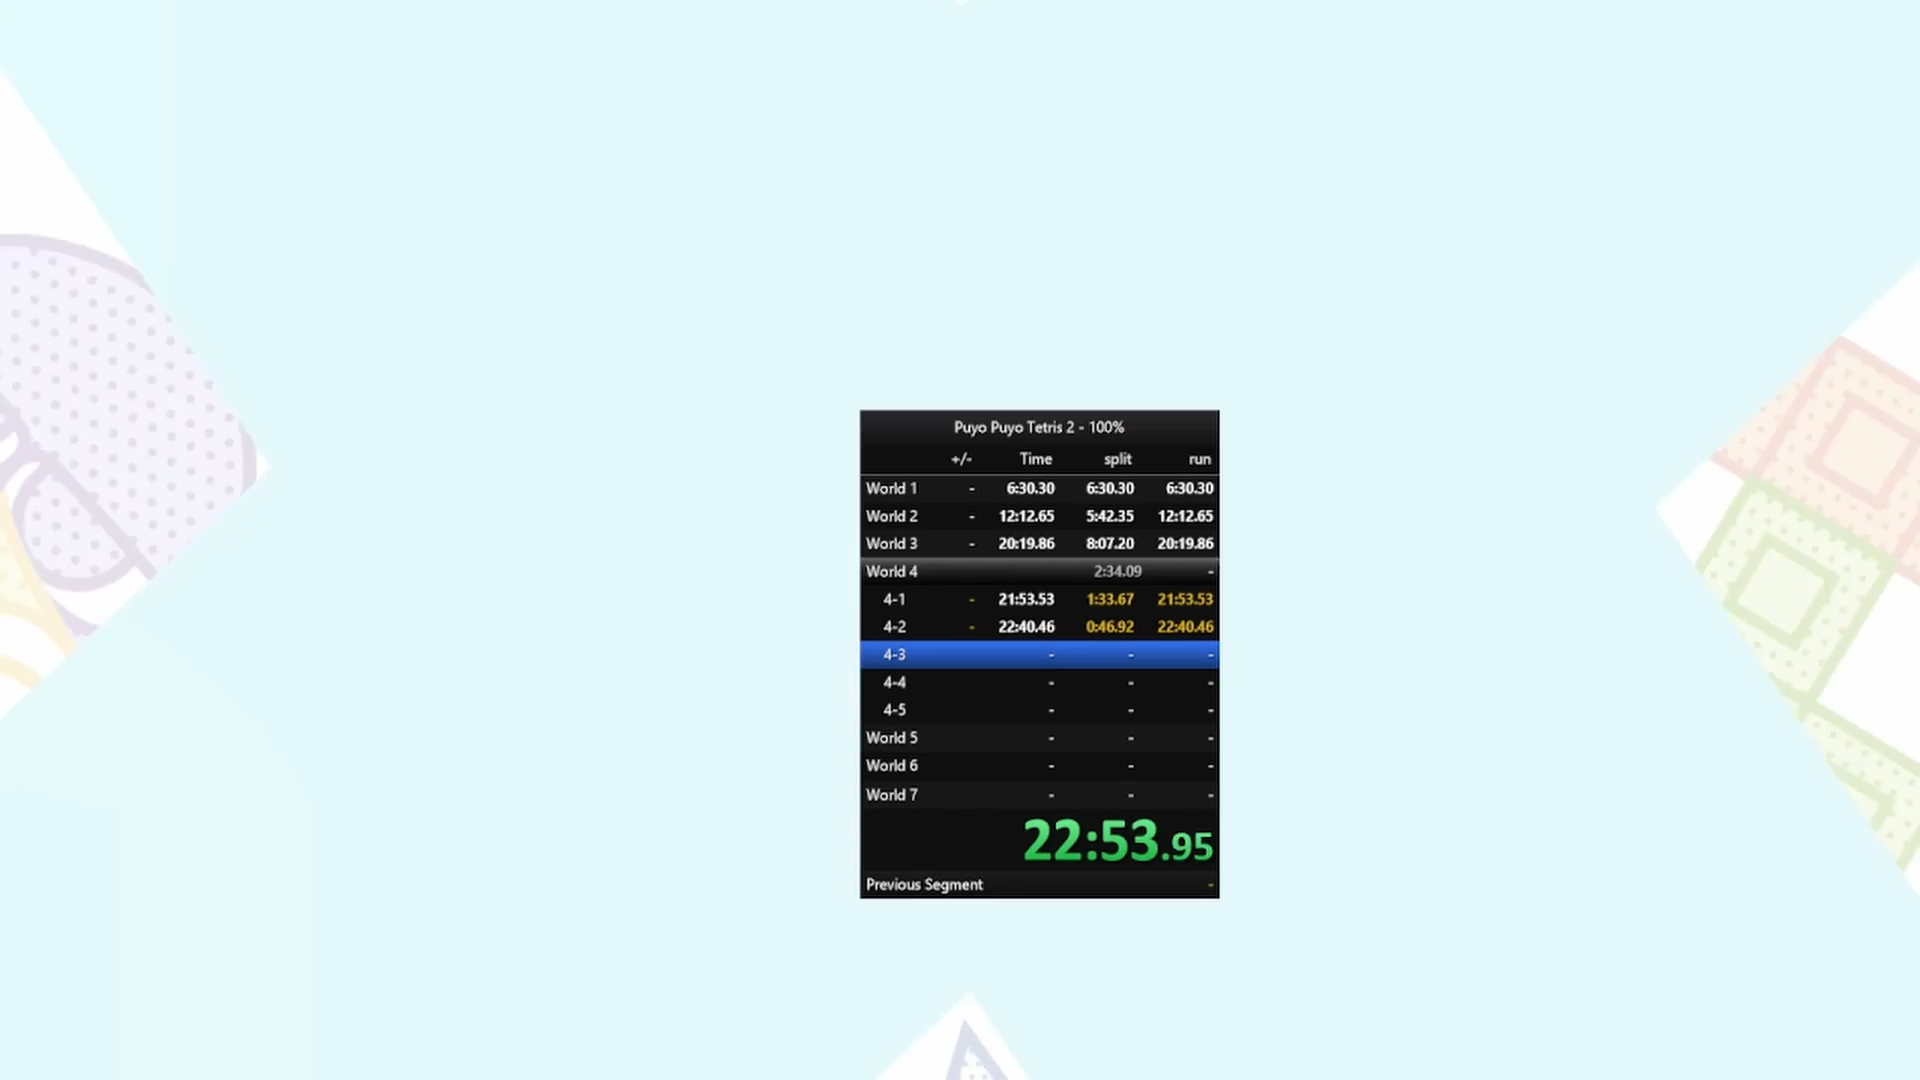 Puyo Puyo Tetris 2 - 100%
+/- Time split run
World 1 - 6:30.30 6:30.30 6:30.30
World 2 - 12:12.65 5:42.35 12:12.65
World 3 - 20:19.86 8:07.20 20:19.86
World 4 2:34.09 -
4-1 - 21:53.53 1:33.67 21:53.53
4-2 - 22:40.46 0:46.92 22:40.46
4-3 - - -
4-4 - - -
4-5 - - -
World 5 - - -
World 6 - - -
World 7 - - -
22:53.95
Previous Segment -